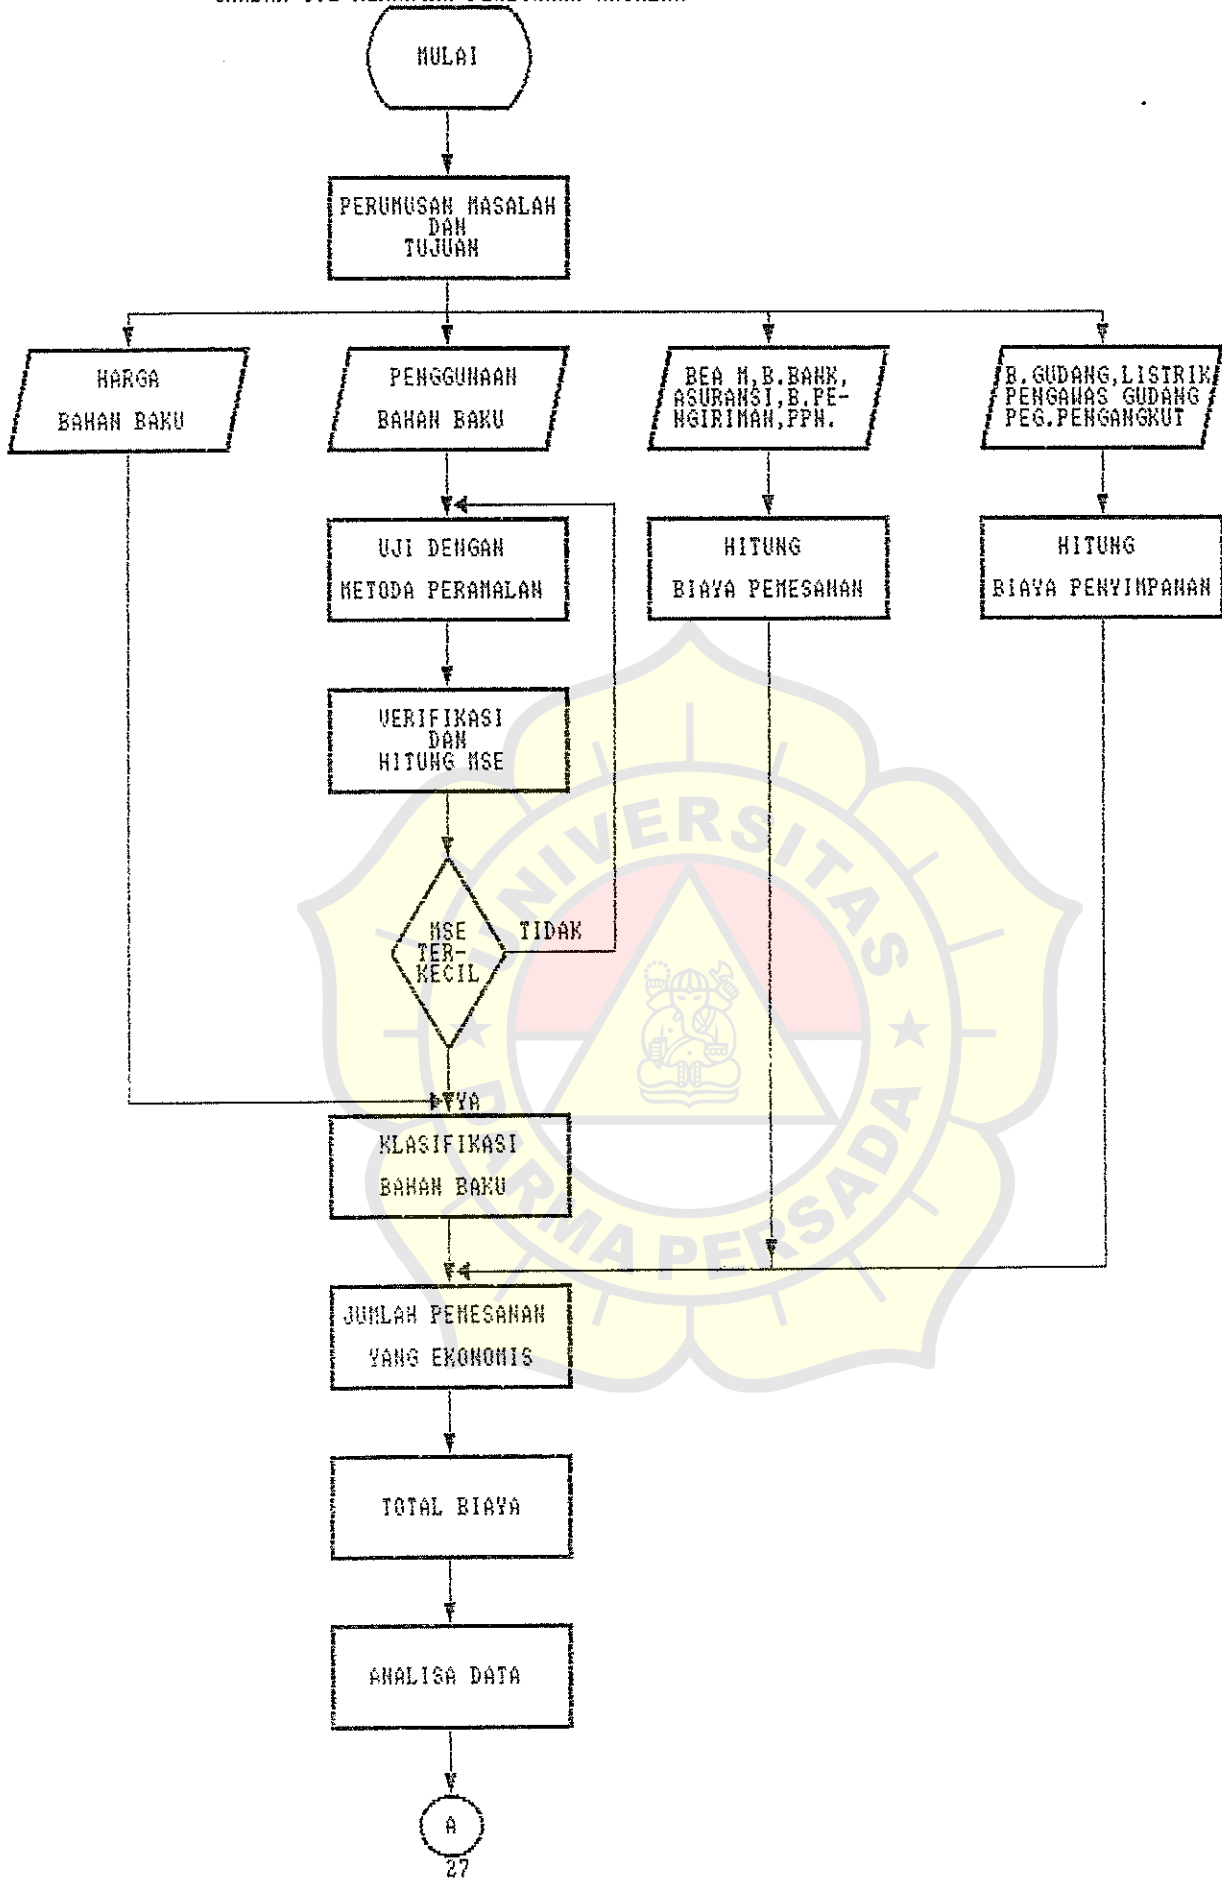 MULAI
PERUMUSAN MASALAH
DAN
TUJUAN
HARGA
BAHAN BAKU
PENGGUNAAN
BAHAN BAKU
BEA M,B.BANK,
ASURANSI,B.PE-
NGIRIMAN,PPN.
B.GUDANG,LISTRIK,
PENGAWAS GUDANG
PEG.PENGANGKUT
UJI DENGAN
METODA PERAMALAN
HITUNG
BIAYA PEMESANAN
HITUNG
BIAYA PENYIMPANAN
VERIFIKASI
DAN
HITUNG MSE
MSE
TER-
KECIL
TIDAK
YA
KLASIFIKASI
BAHAN BAKU
JUMLAH PEMESANAN
YANG EKONOMIS
TOTAL BIAYA
ANALISA DATA
A
27
UNIVERSITAS
DARMA PERSADA